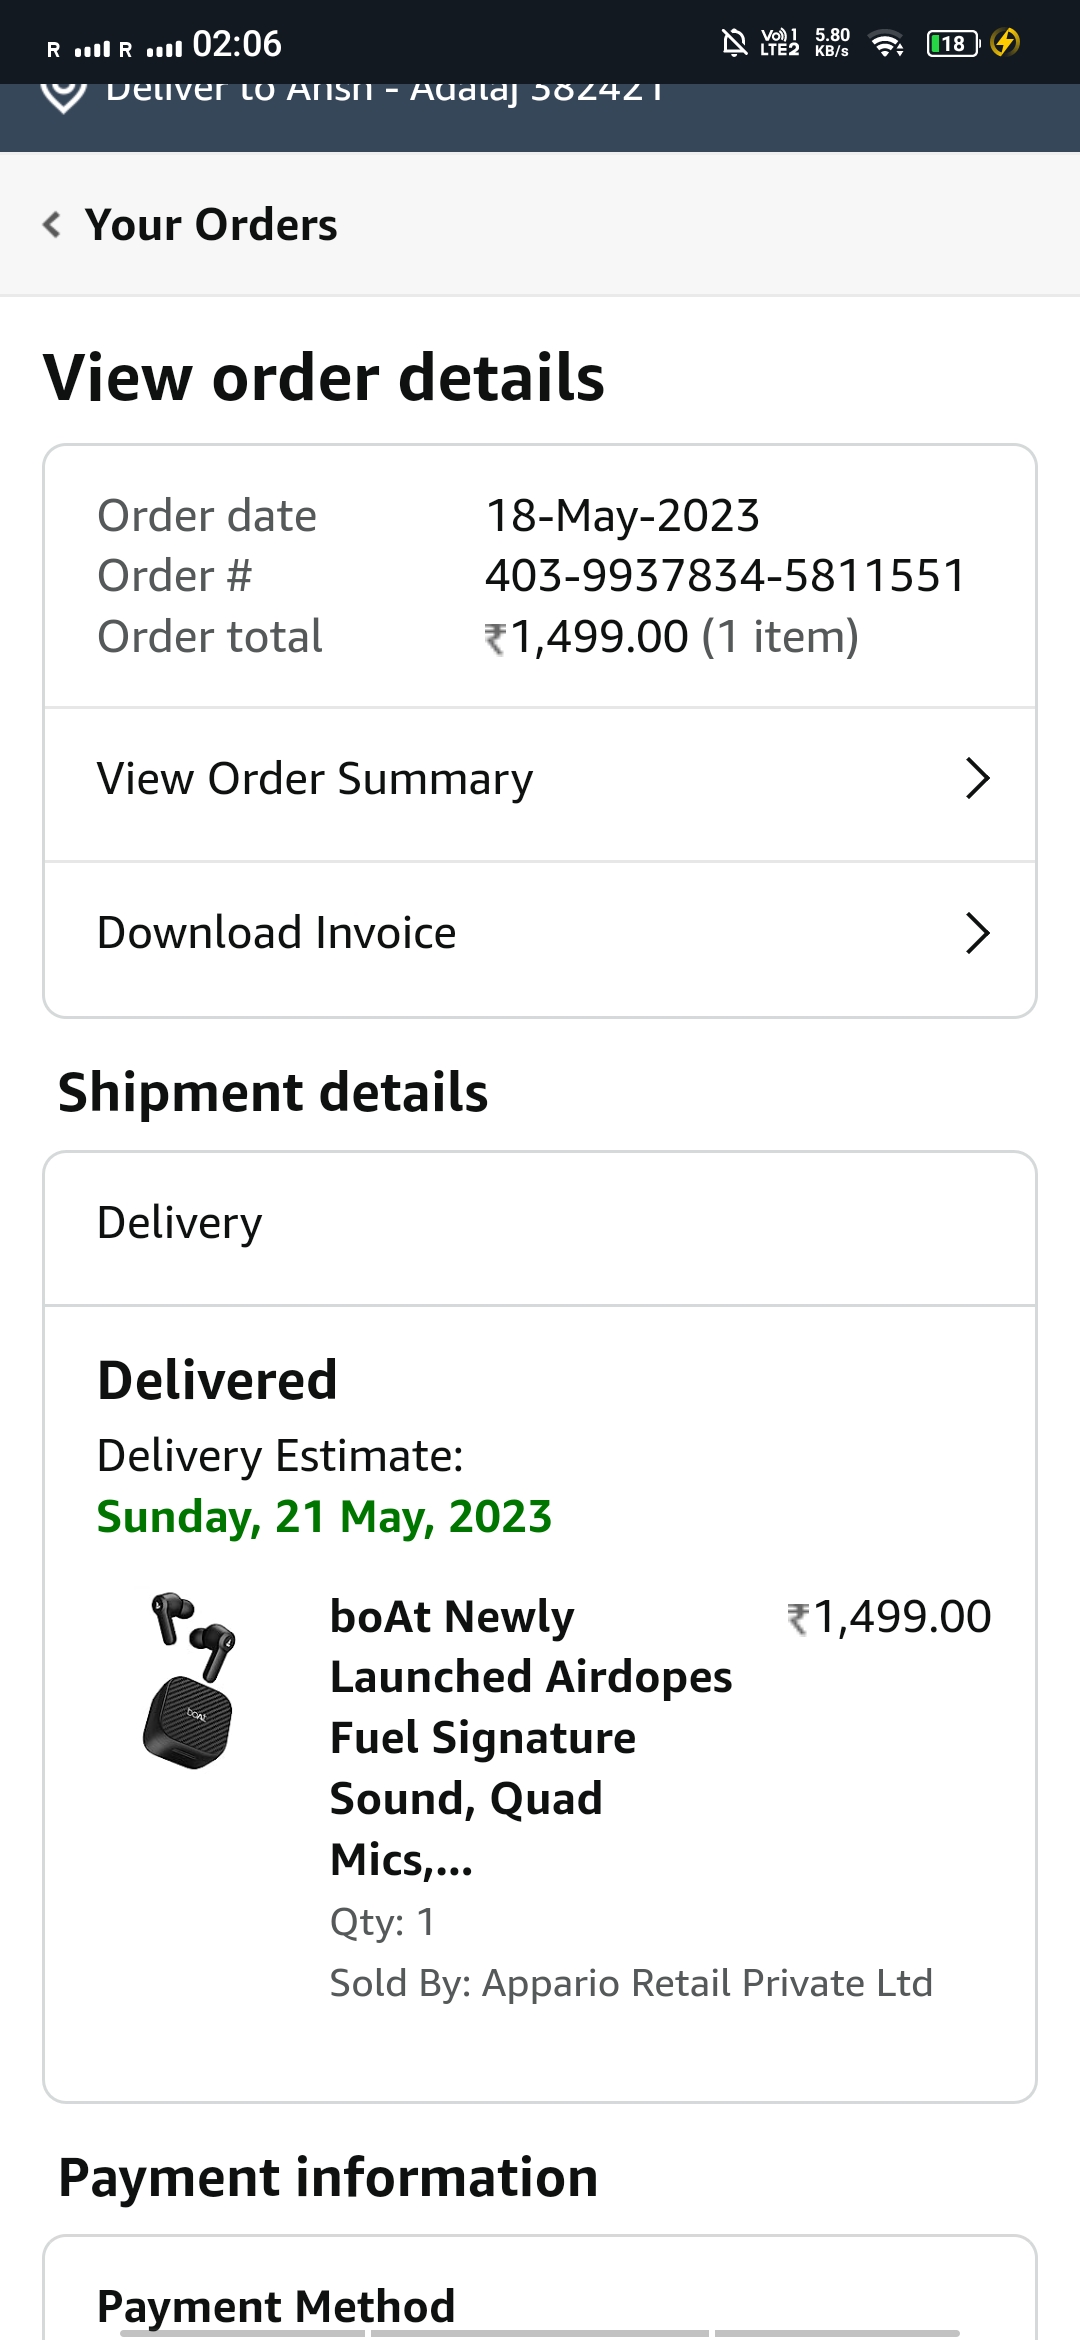 R R 02:06 Vo)) 1 LTE2 5.80 KB/s 18
Deliver to Ansh - Adalaj 382421
Your Orders
View order details
Order date 18-May-2023
Order # 403-9937834-5811551
Order total ₹1,499.00 (1 item)
View Order Summary
Download Invoice
Shipment details
Delivery
Delivered
Delivery Estimate:
Sunday, 21 May, 2023
boAt Newly ₹1,499.00
Launched Airdopes
Fuel Signature
Sound, Quad
Mics,...
Qty: 1
Sold By: Appario Retail Private Ltd
boAt
Payment information
Payment Method